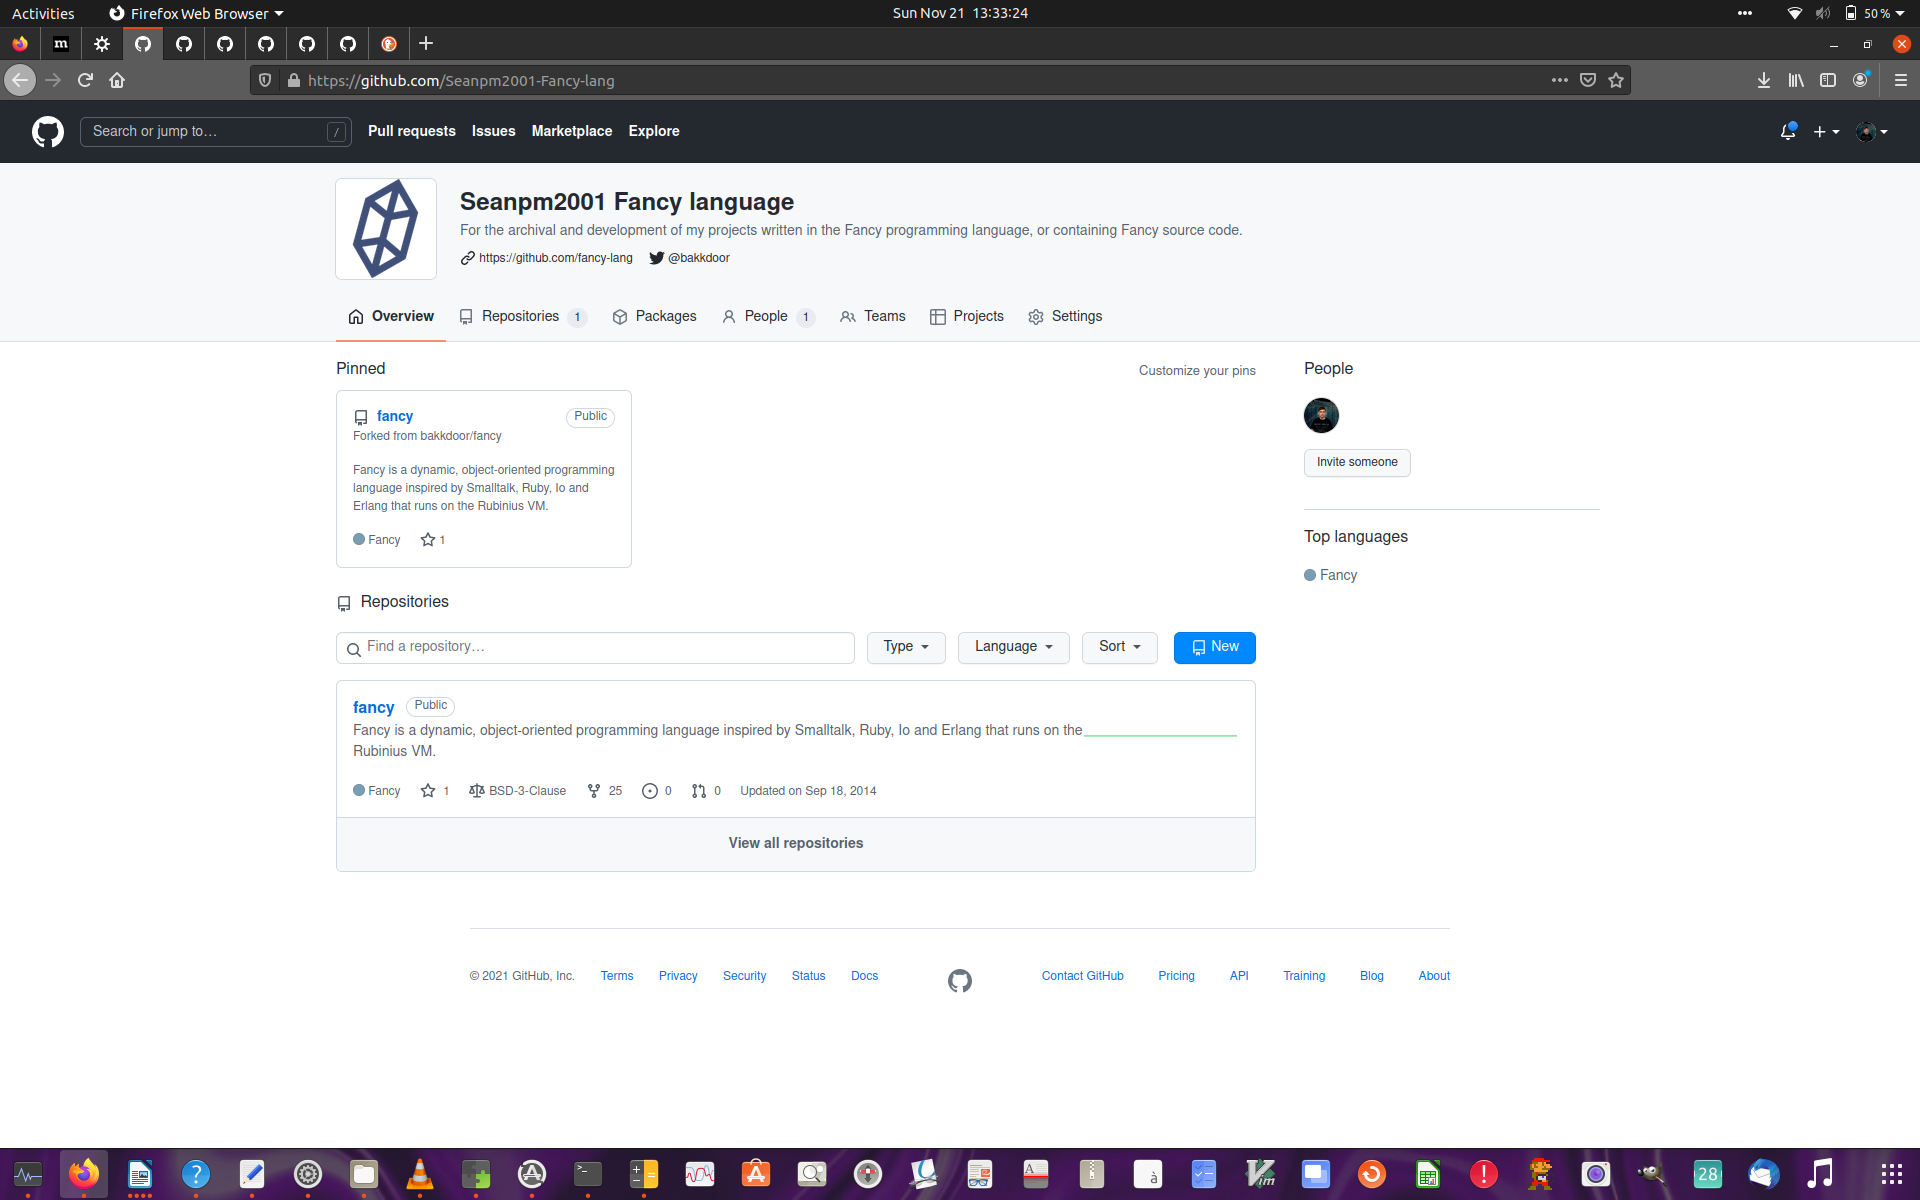 Activities
Firefox Web Browser
Sun Nov 21 13:33:24
50 %
m
https://github.com/Seanpm2001-Fancy-lang
Search or jump to…
/
Pull requests
Issues
Marketplace
Explore
Seanpm2001 Fancy language
For the archival and development of my projects written in the Fancy programming language, or containing Fancy source code.
https://github.com/fancy-lang
@bakkdoor
Overview
Repositories 1
Packages
People 1
Teams
Projects
Settings
Pinned
Customize your pins
fancy
Public
Forked from bakkdoor/fancy
Fancy is a dynamic, object-oriented programming
language inspired by Smalltalk, Ruby, Io and
Erlang that runs on the Rubinius VM.
Fancy
1
People
Invite someone
Top languages
Fancy
Repositories
Find a repository…
Type
Language
Sort
New
fancy
Public
Fancy is a dynamic, object-oriented programming language inspired by Smalltalk, Ruby, Io and Erlang that runs on the
Rubinius VM.
Fancy
1
BSD-3-Clause
25
0
0
Updated on Sep 18, 2014
View all repositories
© 2021 GitHub, Inc.
Terms
Privacy
Security
Status
Docs
Contact GitHub
Pricing
API
Training
Blog
About
?
>_
A
à
Vim
!
28